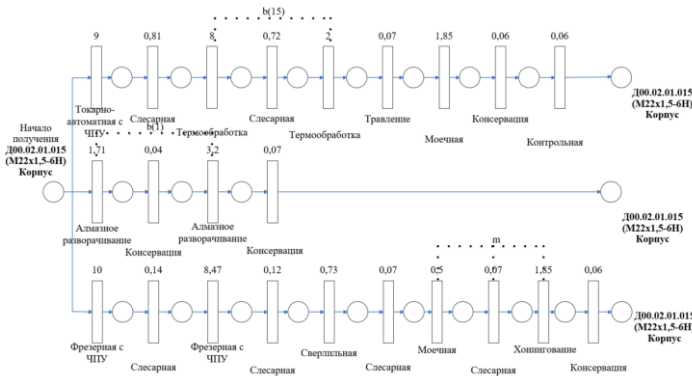 b(15)
9 0,81 8 0,72 2 0,07 1,85 0,06 0,06
Токарно-
автоматная с
ЧПУ
Слесарная
Термообработка
Слесарная
Термообработка
Травление
Моечная
Консервация
Контрольная
Д00.02.01.015
(М22х1,5-6Н)
Корпус
Начало
получения
Д00.02.01.015
(М22х1,5-6Н)
Корпус
b(1)
1,71 0,04 3,2 0,07
Алмазное
разворачивание
Консервация
Алмазное
разворачивание
Консервация
Д00.02.01.015
(М22х1,5-6Н)
Корпус
m
10 0,14 8,47 0,12 0,73 0,07 0,5 0,07 1,85 0,06
Фрезерная с
ЧПУ
Слесарная
Фрезерная с
ЧПУ
Слесарная
Сверлильная
Слесарная
Моечная
Слесарная
Хонингование
Консервация
Д00.02.01.015
(М22х1,5-6Н)
Корпус